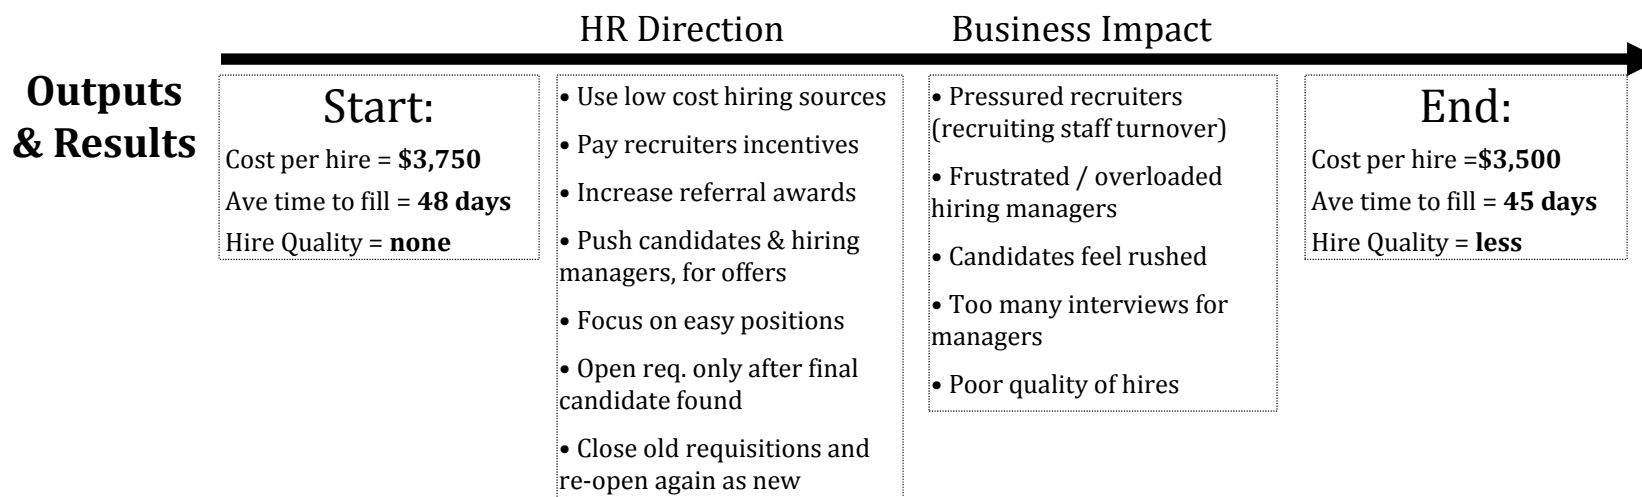 HR Direction
Business Impact
Outputs
& Results
Start:
Cost per hire = $3,750
Ave time to fill = 48 days
Hire Quality = none
• Use low cost hiring sources
• Pay recruiters incentives
• Increase referral awards
• Push candidates & hiring
managers, for offers
• Focus on easy positions
• Open req. only after final
candidate found
• Close old requisitions and
re-open again as new
• Pressured recruiters
(recruiting staff turnover)
• Frustrated / overloaded
hiring managers
• Candidates feel rushed
• Too many interviews for
managers
• Poor quality of hires
End:
Cost per hire =$3,500
Ave time to fill = 45 days
Hire Quality = less